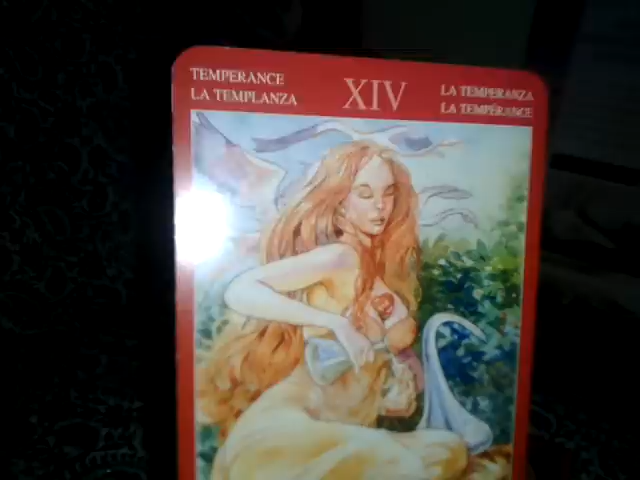 TEMPERANCE
LA TEMPLANZA
XIV
LA TEMPERANZA
LA TEMPÉRANCE